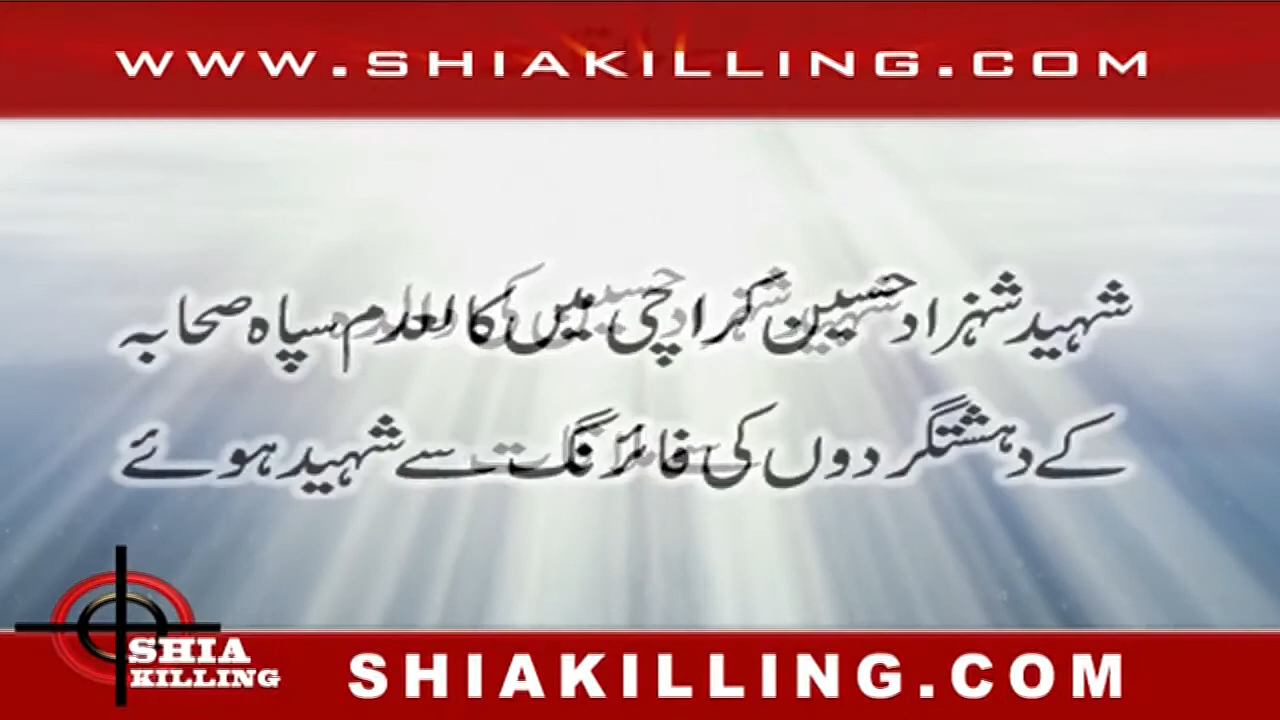 WWW.SHIAKILLING.COM
شہید شہزاد حسین کراچی میں کالعدم سپاہ صحابہ
کے دہشتگردوں کی فائرنگ سے شہید ہوئے
SHIA
KILLING
SHIAKILLING.COM